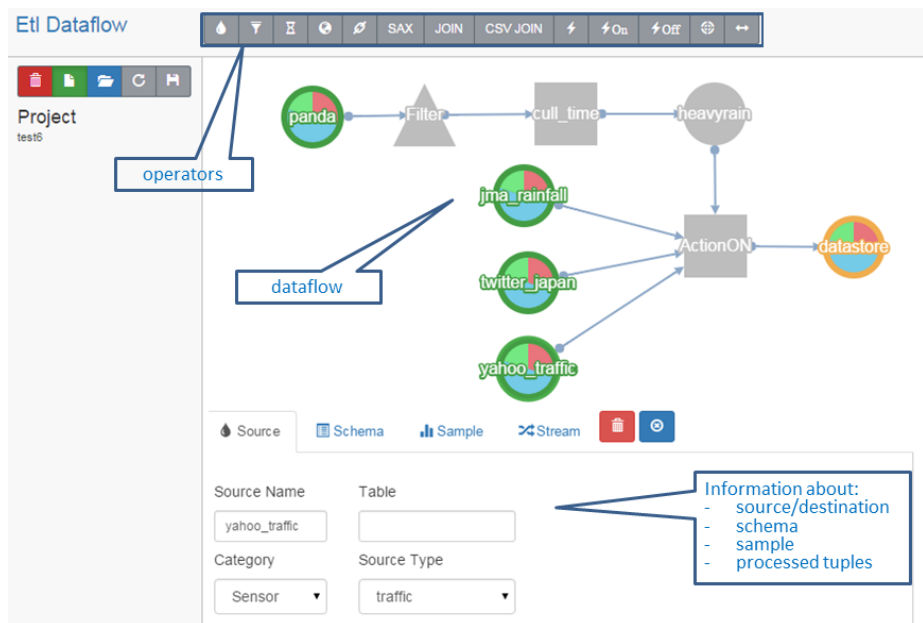 Etl Dataflow
SAX JOIN CSV JOIN On Off
Project
test6
operators
panda Filter cull_time heavyrain
jma_rainfall
ActionON datastore
dataflow
twitter_japan
yahoo_traffic
Source Schema Sample Stream
Source Name Table
yahoo_traffic
Category Source Type
Sensor traffic
Information about:
- source/destination
- schema
- sample
- processed tuples